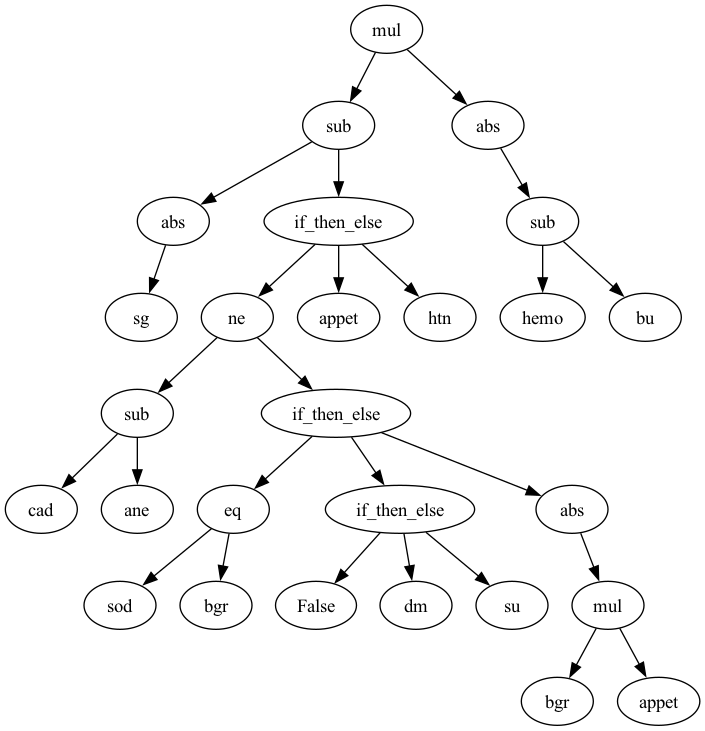 mul
sub
abs
abs
if_then_else
sub
sg
ne
appet
htn
hemo
bu
sub
if_then_else
cad
ane
eq
if_then_else
abs
sod
bgr
False
dm
su
mul
bgr
appet